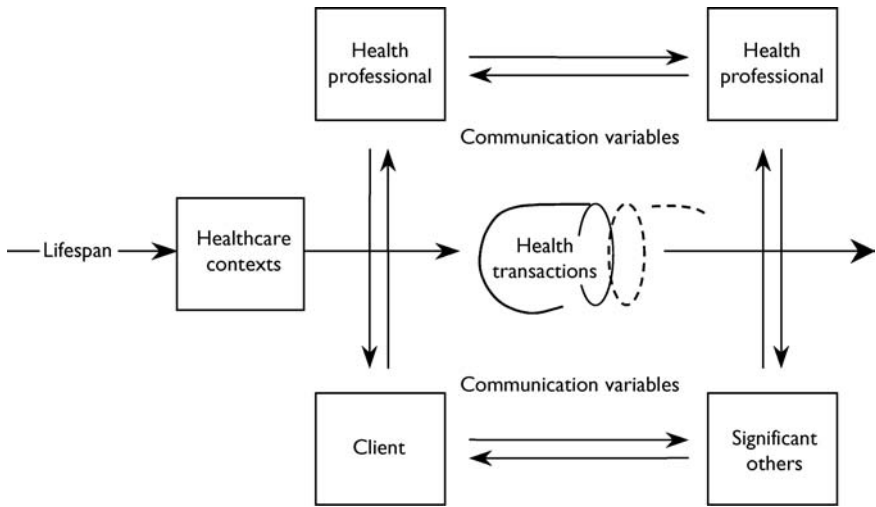 Health
professional
Health
professional
Communication variables
Lifespan
Healthcare
contexts
Health
transactions
Communication variables
Client
Significant
others